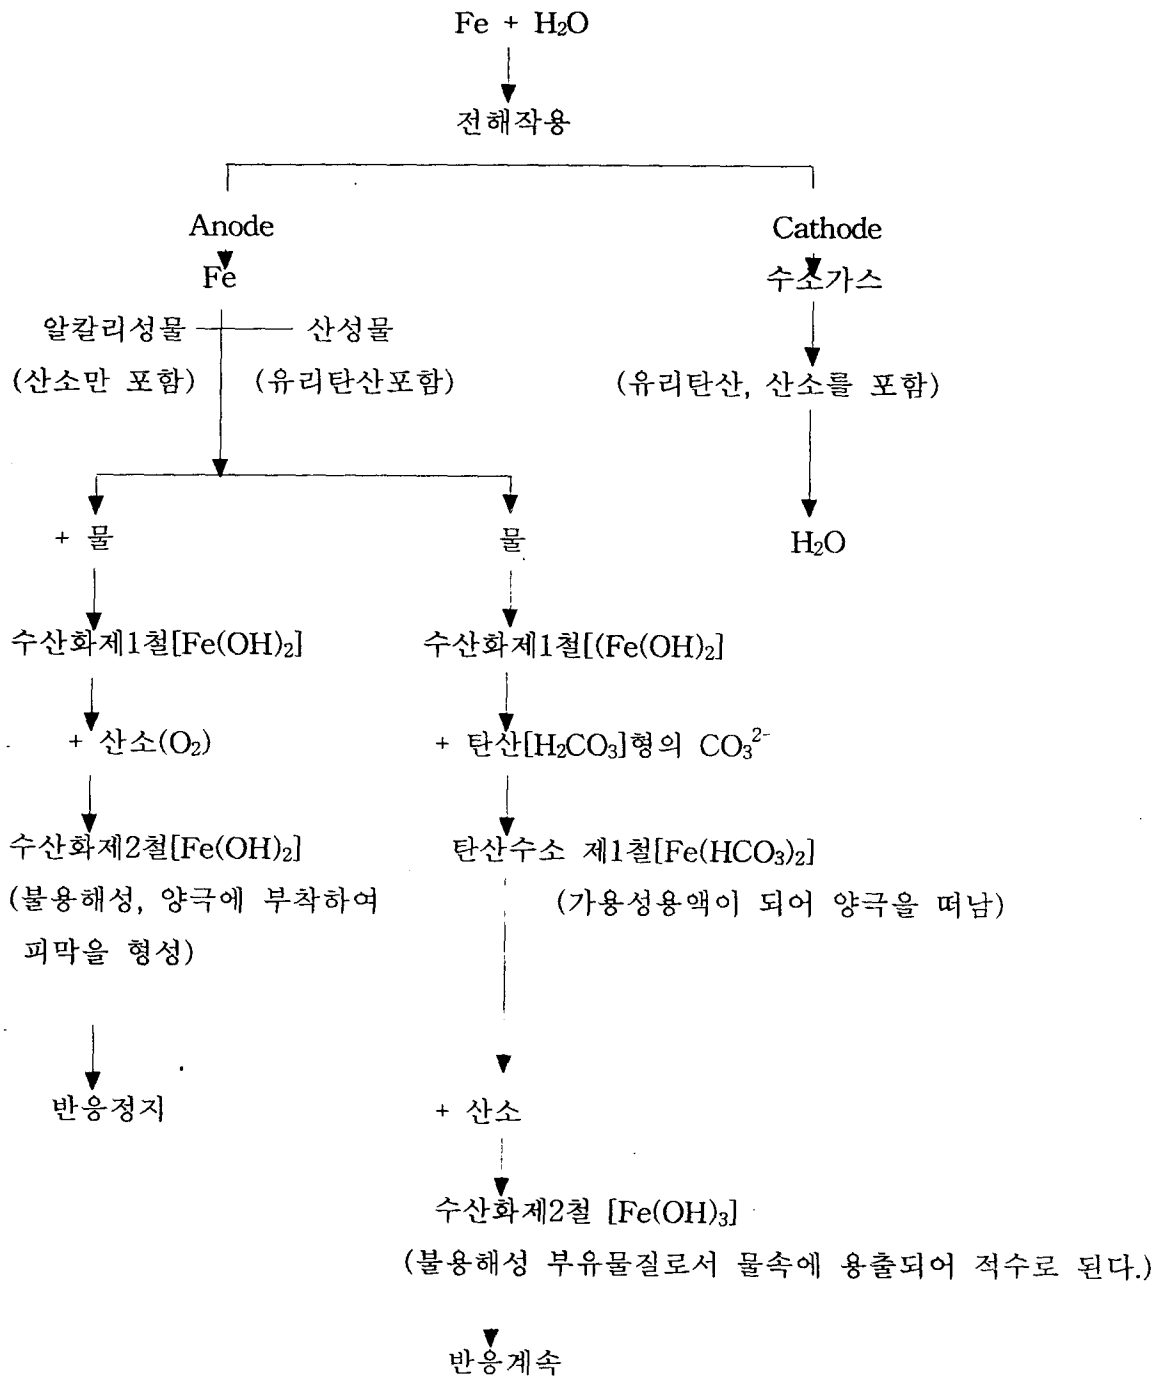 Fe + H₂O
전해작용
Anode
Cathode
Fe
수소가스
알칼리성물
산성물
(산소만 포함)
(유리탄산포함)
(유리탄산, 산소를 포함)
+ 물
물
H₂O
수산화제1철[Fe(OH)₂]
수산화제1철[(Fe(OH)₂]
+ 산소(O₂)
+ 탄산[H₂CO₃]형의 CO₃²⁻
수산화제2철[Fe(OH)₂]
탄산수소 제1철[Fe(HCO₃)₂]
(불용해성, 양극에 부착하여
(가용성용액이 되어 양극을 떠남)
피막을 형성)
반응정지
+ 산소
수산화제2철 [Fe(OH)₃]
(불용해성 부유물질로서 물속에 용출되어 적수로 된다.)
반응계속